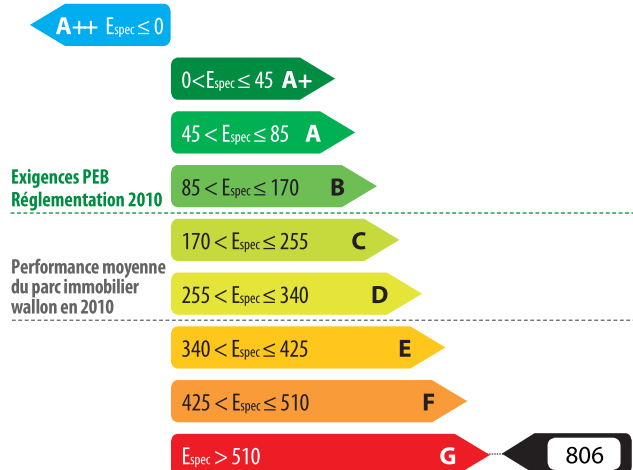 A++ Espec ≤ 0
0<Espec ≤ 45 A+
45 < Espec ≤ 85 A
Exigences PEB
Réglementation 2010
85 < Espec ≤ 170 B
170 < Espec ≤ 255 C
Performance moyenne
du parc immobilier
wallon en 2010
255 < Espec ≤ 340 D
340 < Espec ≤ 425 E
425 < Espec ≤ 510 F
Espec > 510 G 806